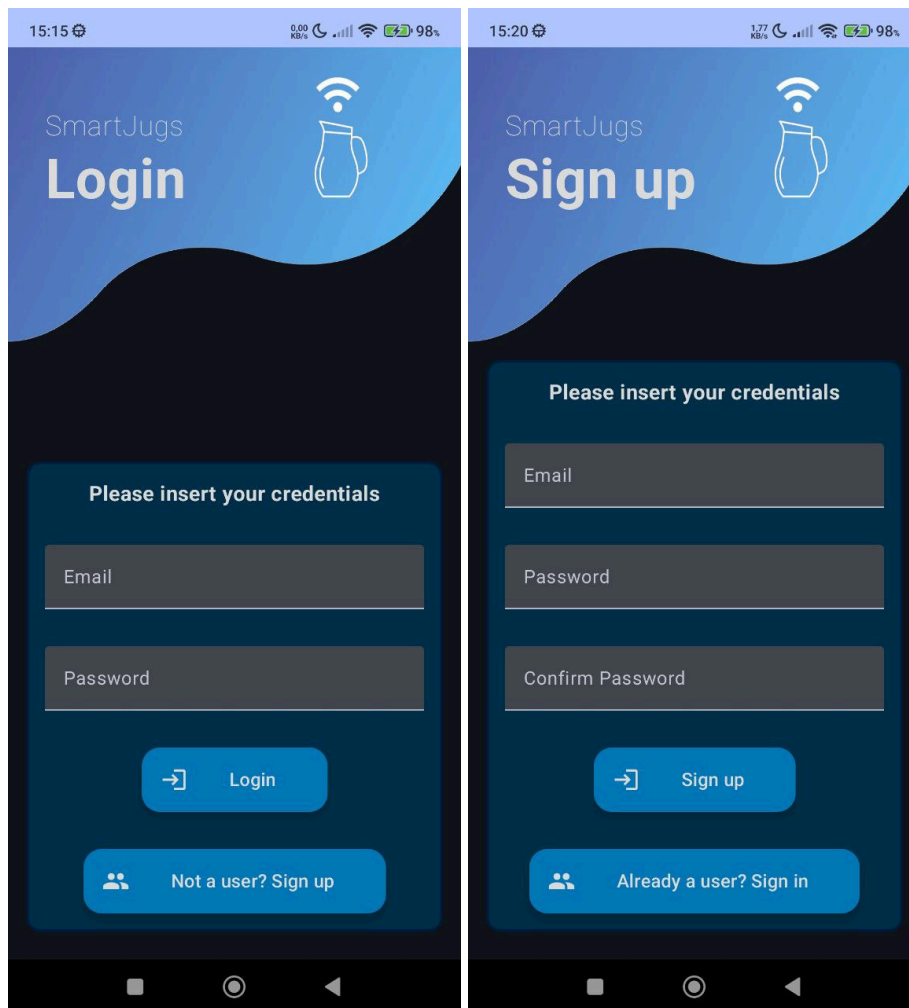 15:15
0,00
KB/s
98%
SmartJugs
Login
Please insert your credentials
Email
Password
Login
Not a user? Sign up
15:20
1,77
KB/s
98%
SmartJugs
Sign up
Please insert your credentials
Email
Password
Confirm Password
Sign up
Already a user? Sign in